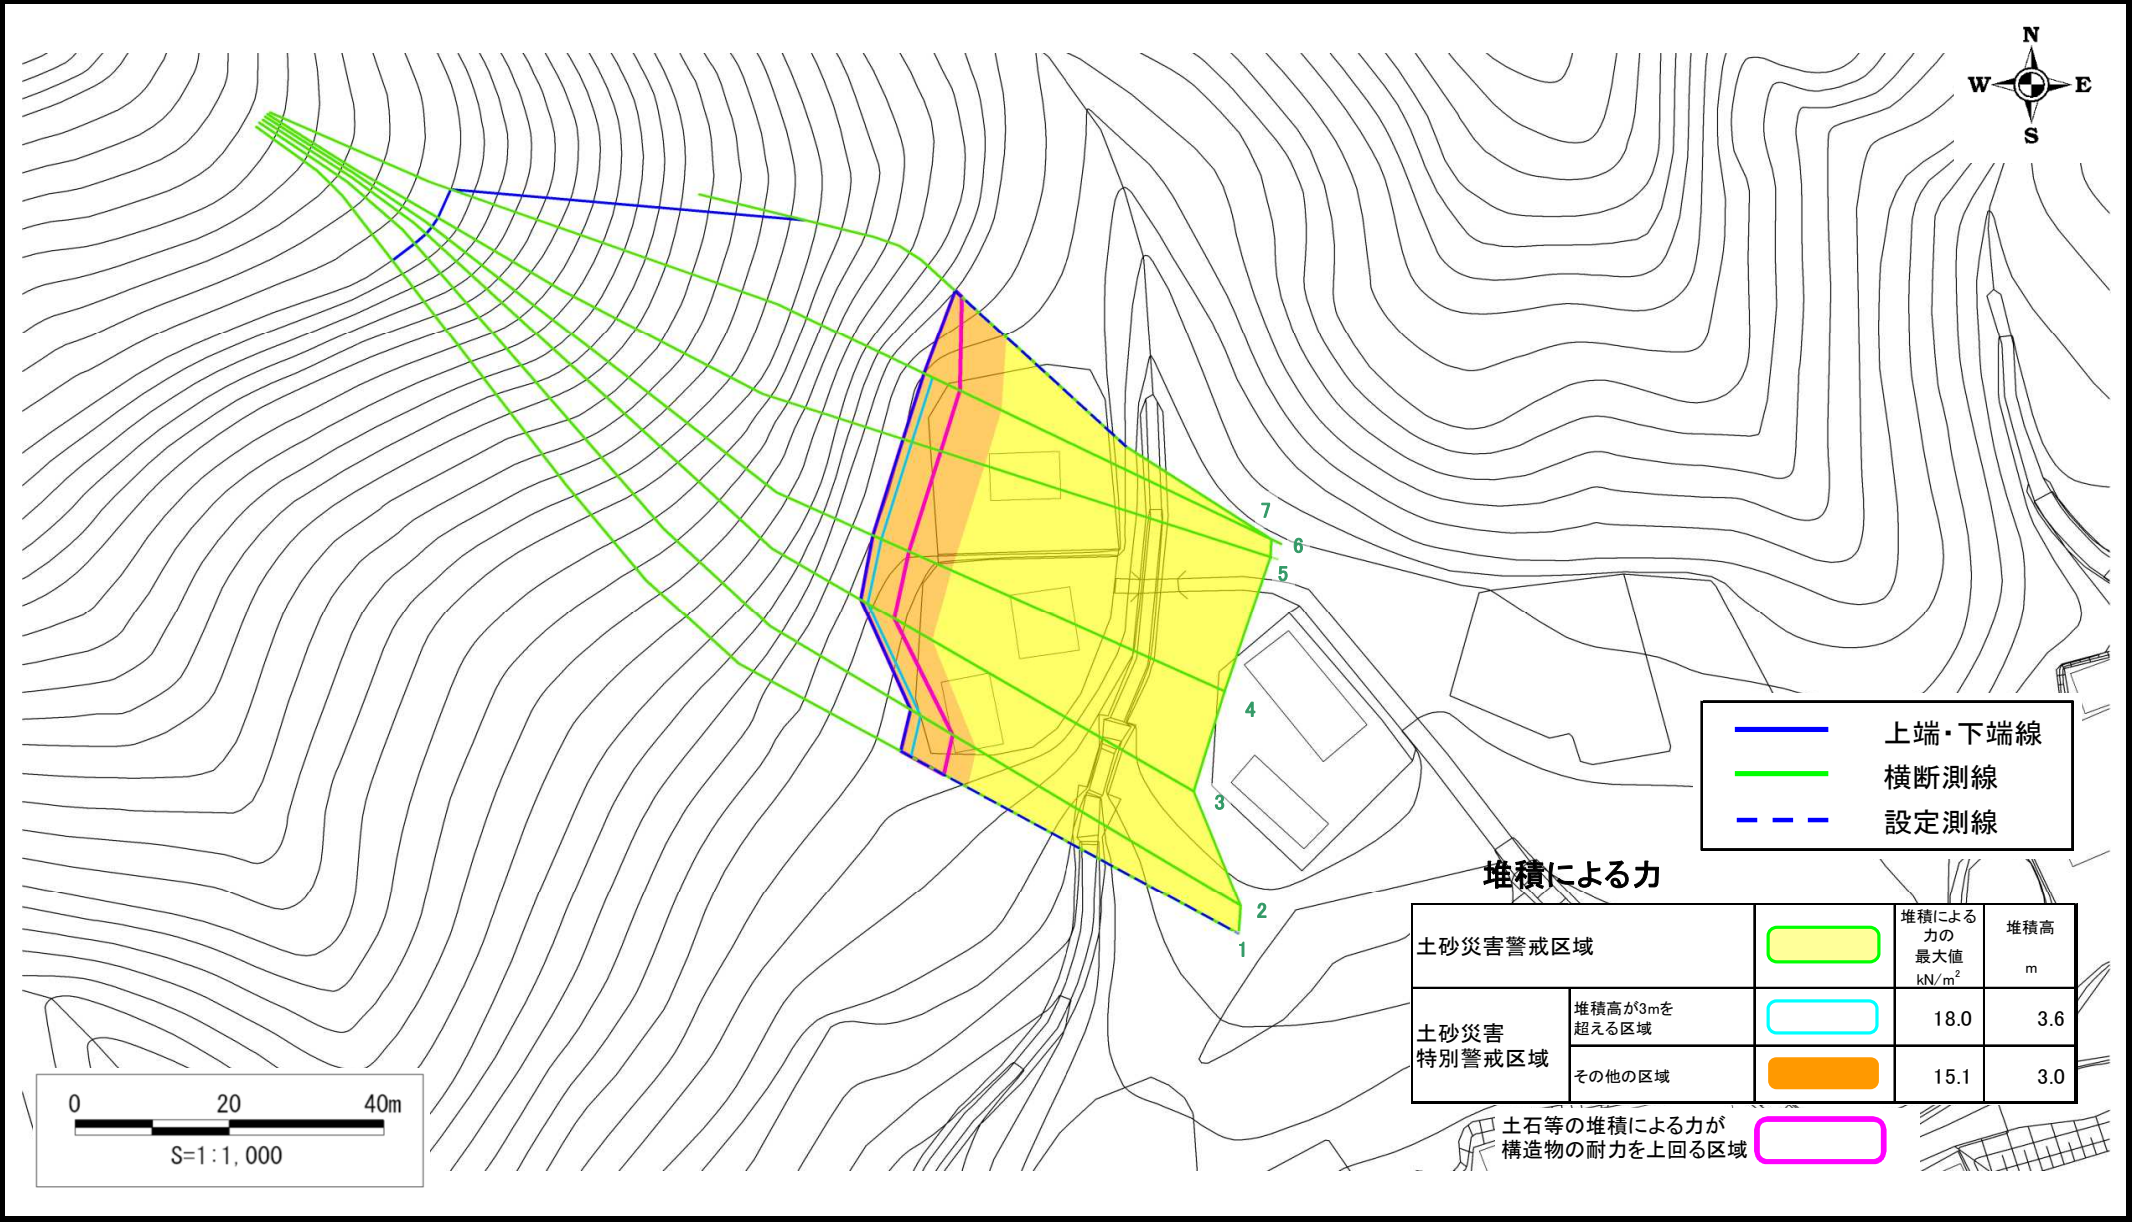 N
W E
S
7
6
5
4
3
2
1
上端・下端線
横断測線
設定測線
堆積による力
堆積による
力の
最大値
kN/m²
堆積高
m
土砂災害警戒区域
土砂災害
特別警戒区域
堆積高が3mを
超える区域
18.0 3.6
その他の区域
15.1 3.0
土石等の堆積による力が
構造物の耐力を上回る区域
0 20 40m
S=1:1,000